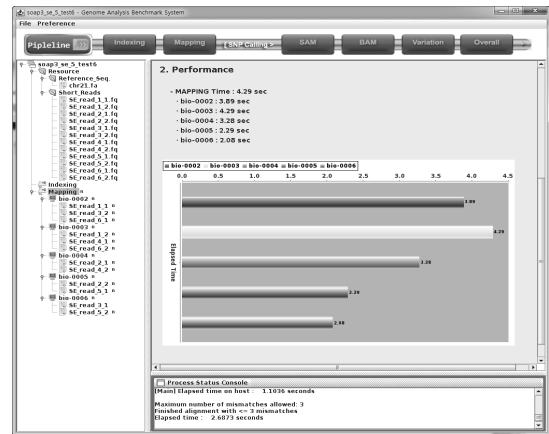 soap3_se_5_test6 - Genome Analysis Benchmark System
File Preference
Pipleline
Indexing
Mapping
( SNP Calling >
SAM
BAM
Variation
Overall
soap3_se_5_test6
Resource
Reference_Seq.
chr21.fa
Short_Reads
SE_read_1_1.fq
SE_read_1_2.fq
SE_read_2_1.fq
SE_read_2_2.fq
SE_read_3_1.fq
SE_read_3_2.fq
SE_read_4_1.fq
SE_read_4_2.fq
SE_read_5_1.fq
SE_read_5_2.fq
SE_read_6_1.fq
SE_read_6_2.fq
Indexing
Mapping
bio-0002
SE_read_1_1
SE_read_3_2
SE_read_6_1
bio-0003
SE_read_1_2
SE_read_4_1
SE_read_6_2
bio-0004
SE_read_2_1
SE_read_4_2
bio-0005
SE_read_2_2
SE_read_5_1
bio-0006
SE_read_3_1
SE_read_5_2
2. Performance
- MAPPING Time : 4.29 sec
· bio-0002 : 3.89 sec
· bio-0003 : 4.29 sec
· bio-0004 : 3.28 sec
· bio-0005 : 2.29 sec
· bio-0006 : 2.08 sec
bio-0002 bio-0003 bio-0004 bio-0005 bio-0006
0.0 0.5 1.0 1.5 2.0 2.5 3.0 3.5 4.0 4.5
Elapsed Time
3.89
4.29
3.28
2.29
2.08
Process Status Console
[Main] Elapsed time on host : 1.1036 seconds
Maximum number of mismatches allowed: 3
Finished alignment with <= 3 mismatches
Elapsed time : 2.6873 seconds